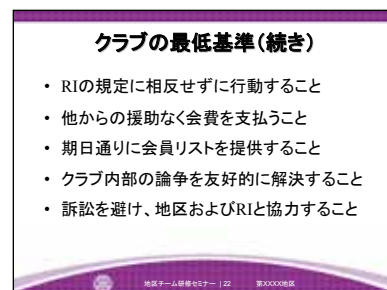 クラブの最低基準（続き）
• RIの規定に相反せずに行動すること
• 他からの援助なく会費を支払うこと
• 期日通りに会員リストを提供すること
• クラブ内部の論争を友好的に解決すること
• 訴訟を避け、地区およびRIと協力すること
地区チーム研修セミナー | 22 第XXXX地区